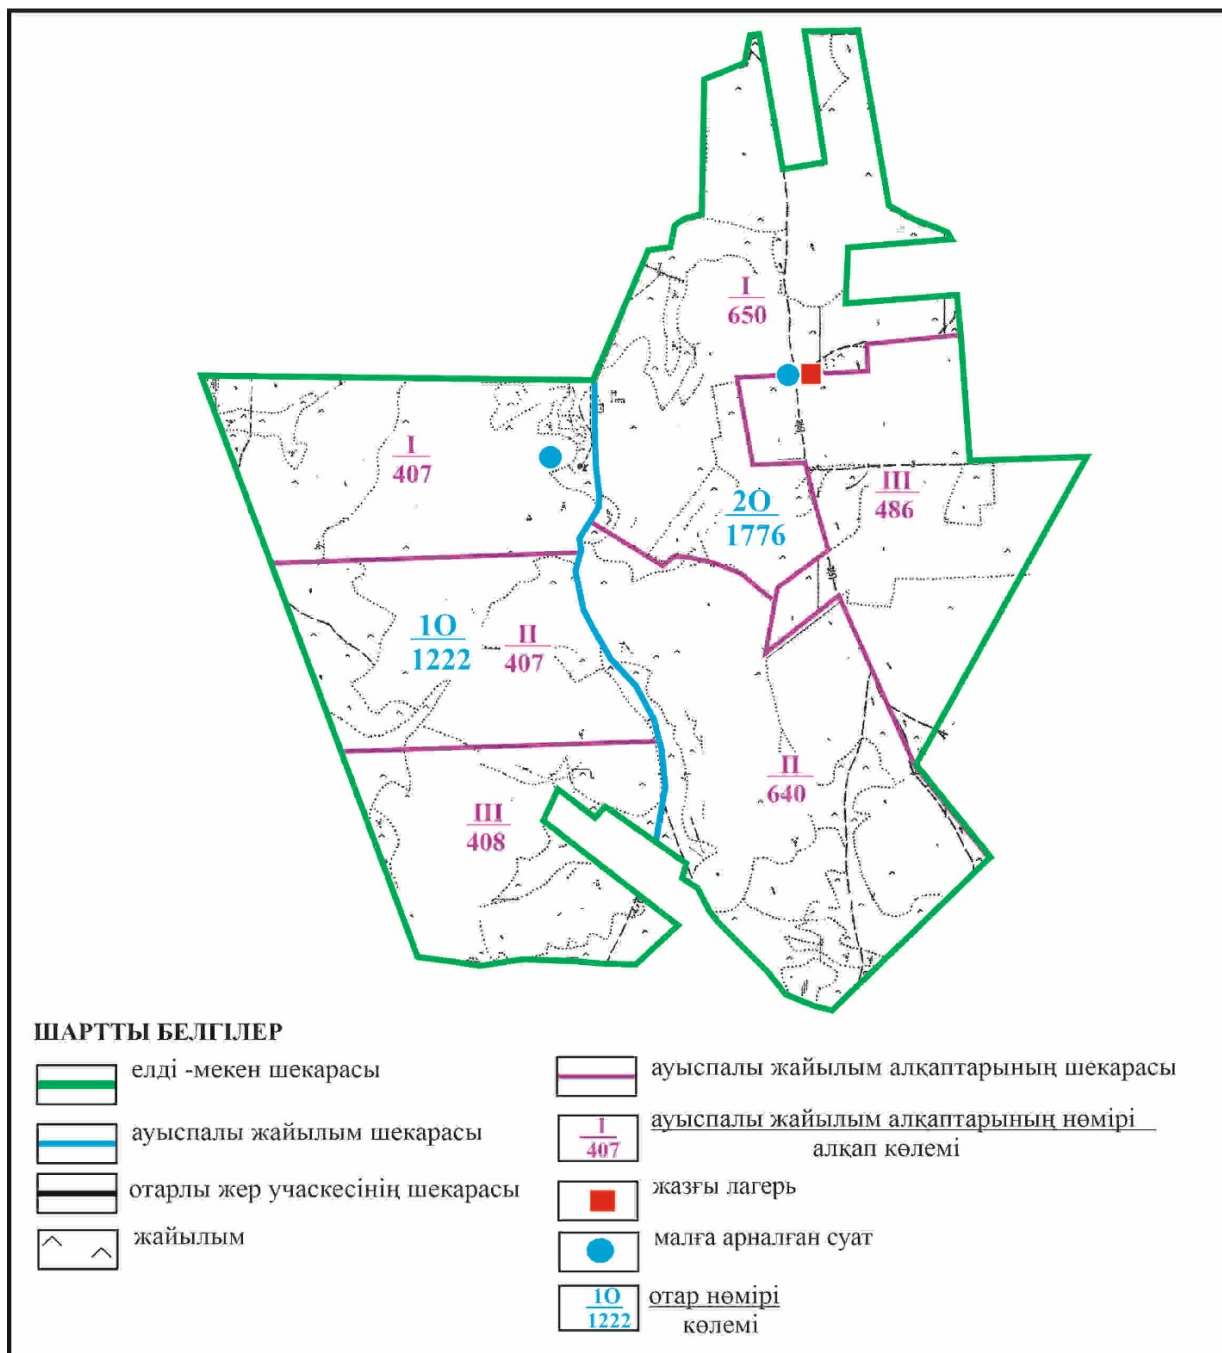 I
650
I
407
III
486
2О
1776
1О
1222
II
407
II
640
III
408
ШАРТТЫ БЕЛГІЛЕР
елді -мекен шекарасы
ауыспалы жайылым шекарасы
отарлы жер учаскесінің шекарасы
жайылым
ауыспалы жайылым алқаптарының шекарасы
I
407
ауыспалы жайылым алқаптарының нөмірі
алқап көлемі
жазғы лагерь
малға арналған суат
1О
1222
отар нөмірі
көлемі